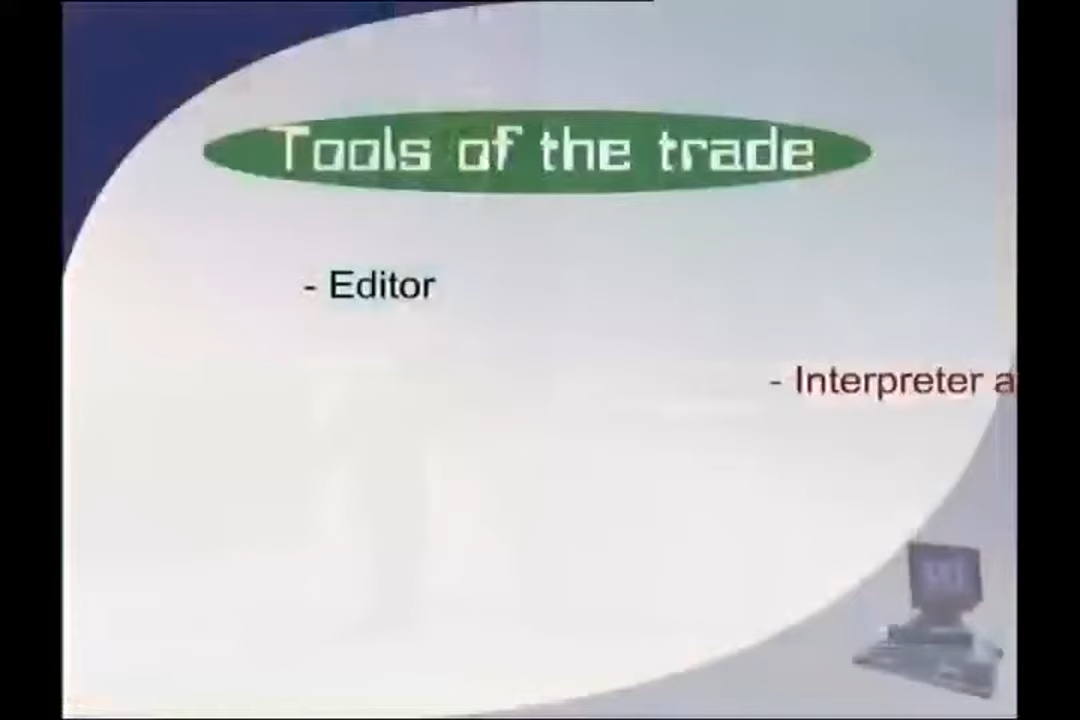 Tools of the trade
- Editor
- Interpreter a